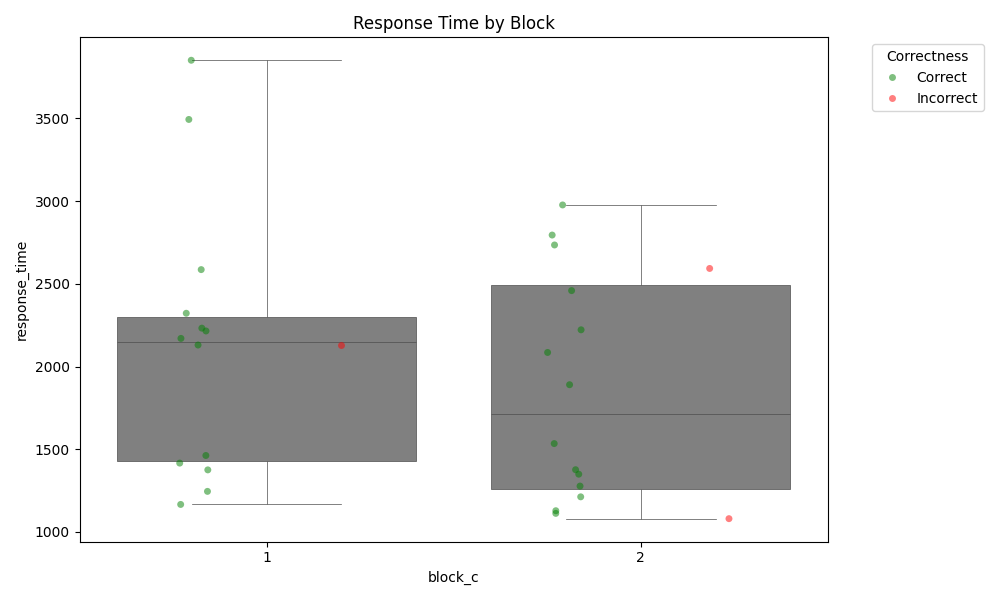 Response Time by Block
Correctness
Correct
Incorrect
response_time
3500
3000
2500
2000
1500
1000
1
2
block_c